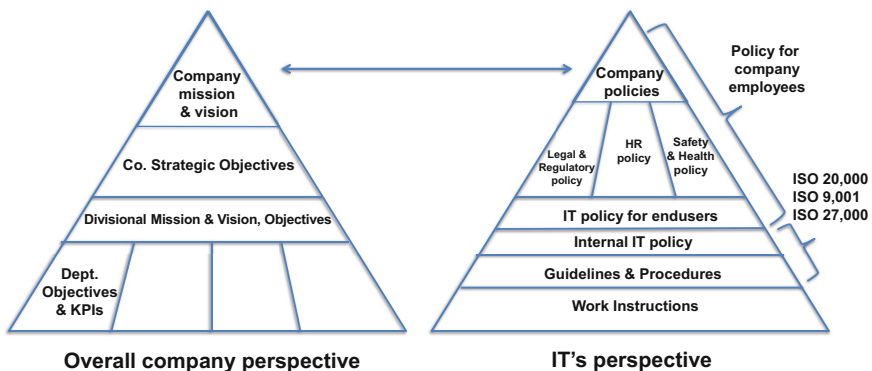 Company
mission
& vision
Co. Strategic Objectives
Divisional Mission & Vision, Objectives
Dept.
Objectives
& KPIs
Overall company perspective
Company
policies
Legal &
Regulatory
policy
HR
policy
Safety
& Health
policy
IT policy for endusers
Internal IT policy
Guidelines & Procedures
Work Instructions
IT's perspective
Policy for
company
employees
ISO 20,000
ISO 9,001
ISO 27,000